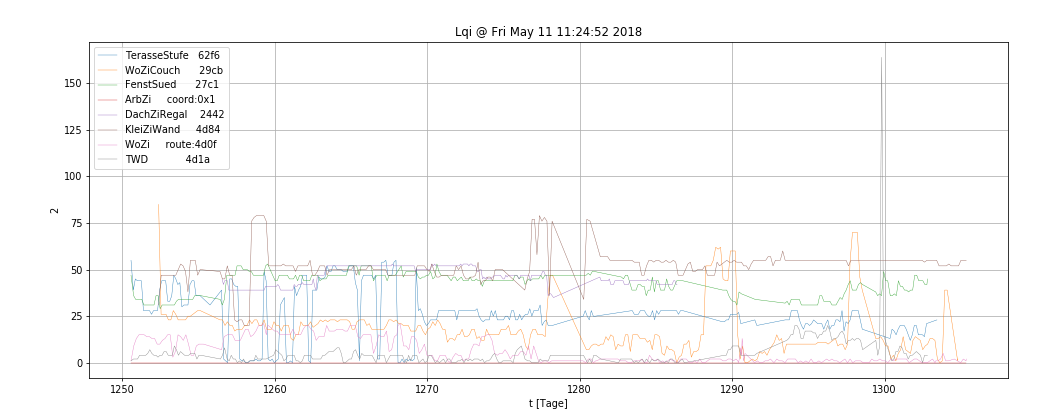 Lqi @ Fri May 11 11:24:52 2018
TerasseStufe 62f6
WoZiCouch 29cb
FenstSued 27c1
ArbZi coord:0x1
DachZiRegal 2442
KleiZiWand 4d84
WoZi route:4d0f
TWD 4d1a
150
125
100
75
50
25
0
2
1250 1260 1270 1280 1290 1300
t [Tage]